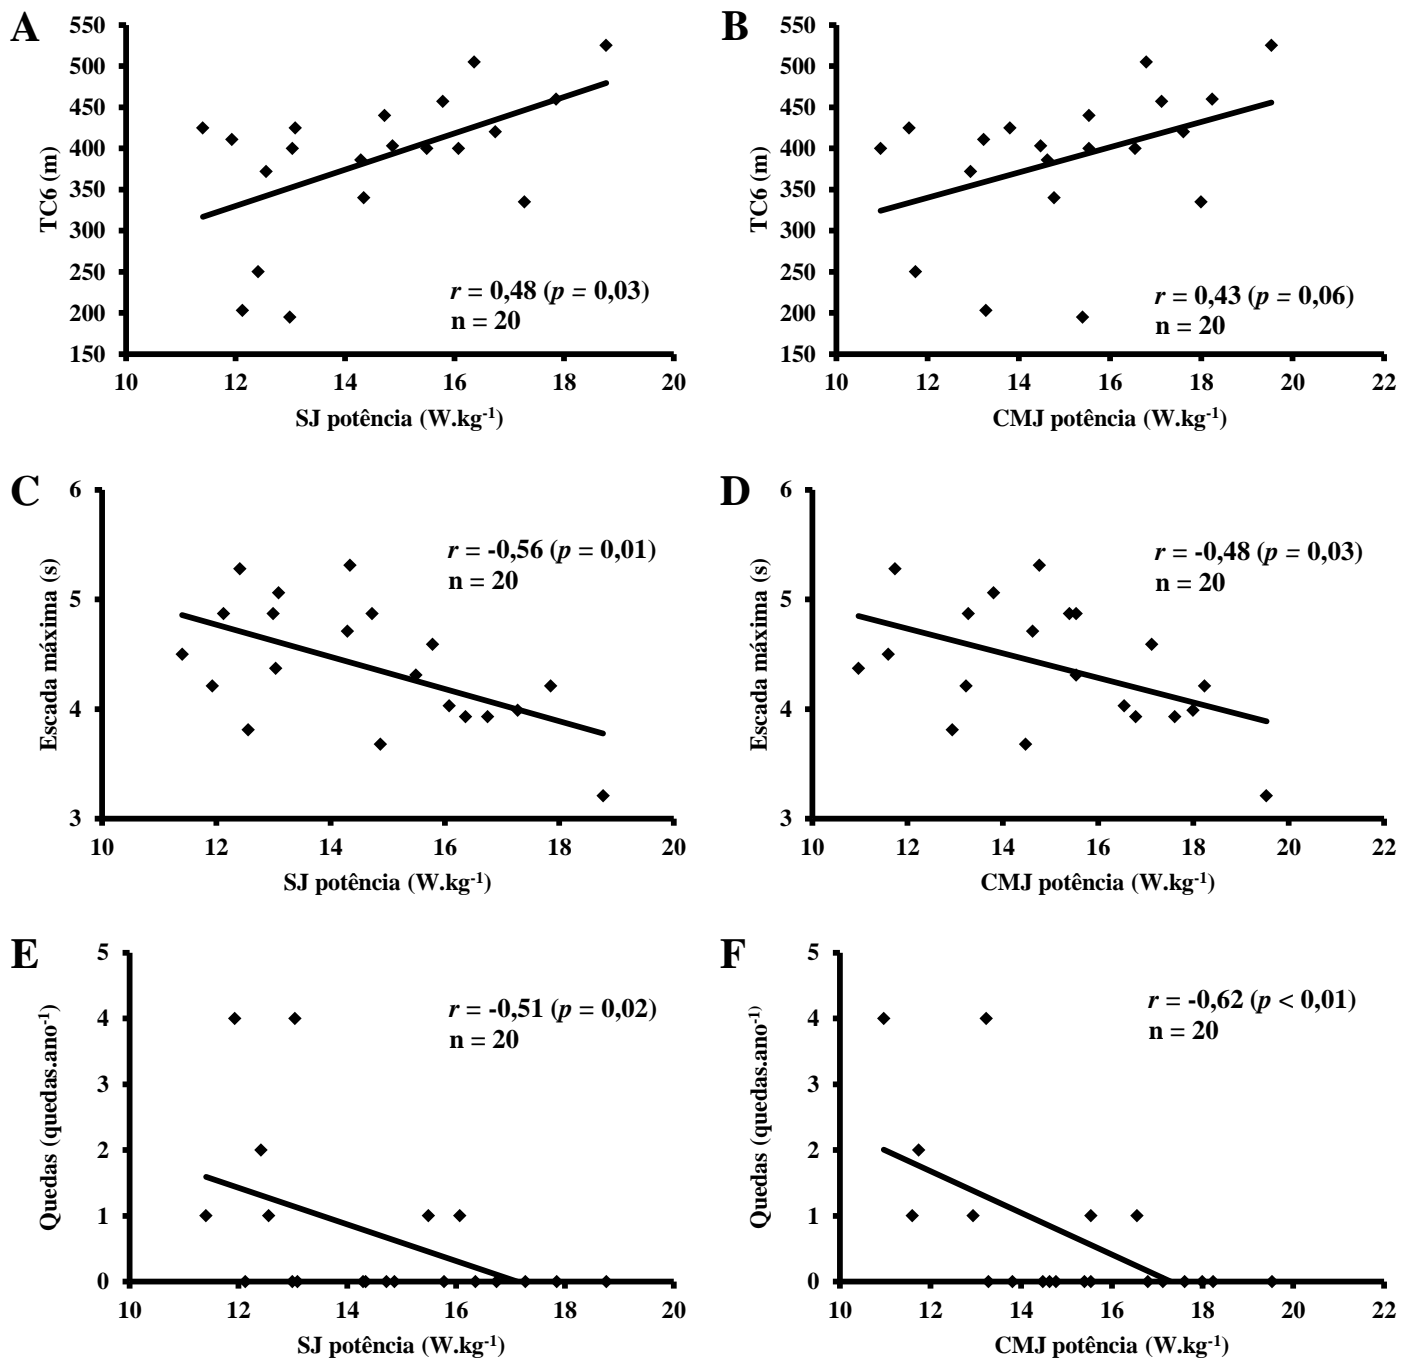 A
550
500
450
400
350
300
250
200
150
TC6 (m)
r = 0,48 (p = 0,03)
n = 20
10 12 14 16 18 20
SJ potência (W.kg-1)
B
550
500
450
400
350
300
250
200
150
TC6 (m)
r = 0,43 (p = 0,06)
n = 20
10 12 14 16 18 20 22
CMJ potência (W.kg-1)
C
6
5
4
3
Escada máxima (s)
r = -0,56 (p = 0,01)
n = 20
10 12 14 16 18 20
SJ potência (W.kg-1)
D
6
5
4
3
Escada máxima (s)
r = -0,48 (p = 0,03)
n = 20
10 12 14 16 18 20 22
CMJ potência (W.kg-1)
E
5
4
3
2
1
0
Quedas (quedas.ano-1)
r = -0,51 (p = 0,02)
n = 20
10 12 14 16 18 20
SJ potência (W.kg-1)
F
5
4
3
2
1
0
Quedas (quedas.ano-1)
r = -0,62 (p < 0,01)
n = 20
10 12 14 16 18 20 22
CMJ potência (W.kg-1)